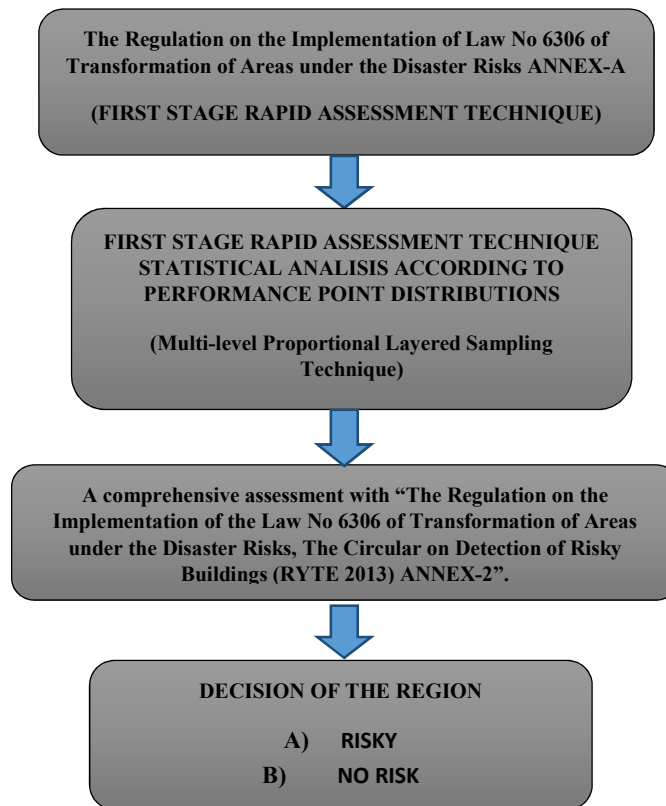 The Regulation on the Implementation of Law No 6306 of
Transformation of Areas under the Disaster Risks ANNEX-A
(FIRST STAGE RAPID ASSESSMENT TECHNIQUE)
FIRST STAGE RAPID ASSESSMENT TECHNIQUE
STATISTICAL ANALISIS ACCORDING TO
PERFORMANCE POINT DISTRIBUTIONS
(Multi-level Proportional Layered Sampling
Technique)
A comprehensive assessment with “The Regulation on the
Implementation of the Law No 6306 of Transformation of Areas
under the Disaster Risks, The Circular on Detection of Risky
Buildings (RYTE 2013) ANNEX-2”.
DECISION OF THE REGION
A) RISKY
B) NO RISK